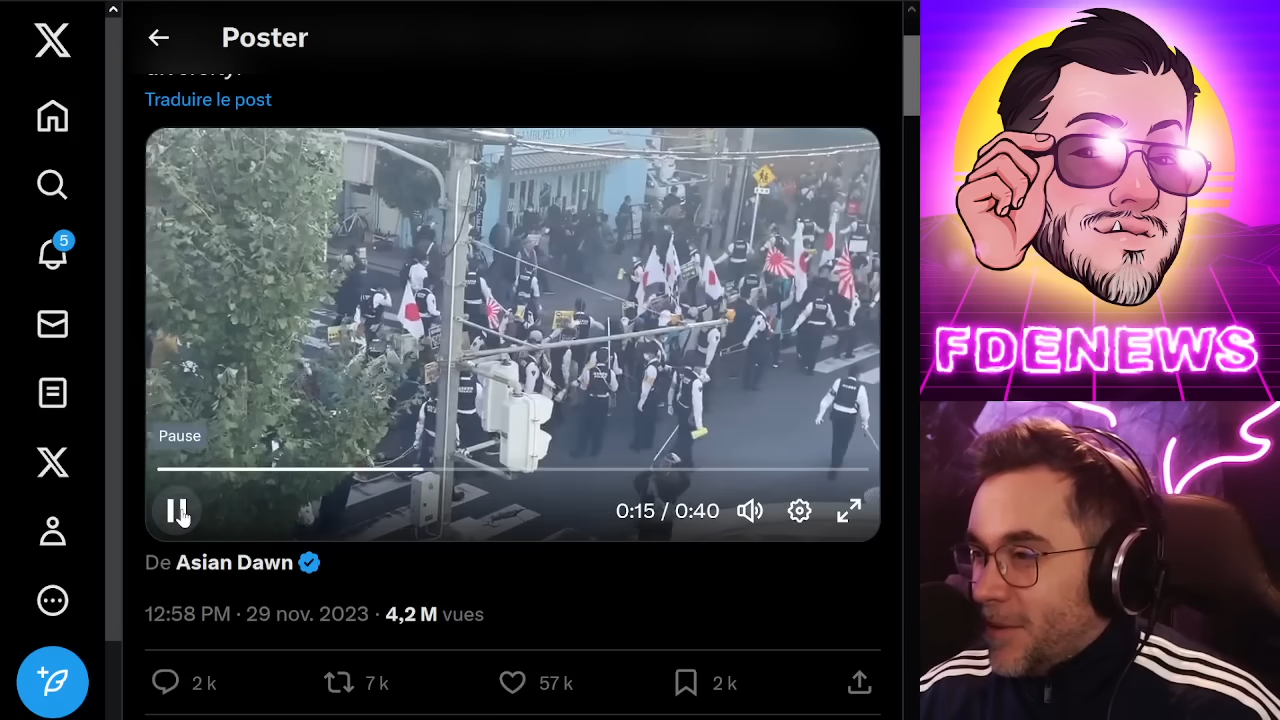 Poster
5
Traduire le post
Pause
0:15 / 0:40
De Asian Dawn
12:58 PM · 29 nov. 2023 · 4,2 M vues
2 k
7 k
57 k
2 k
FDENEWS